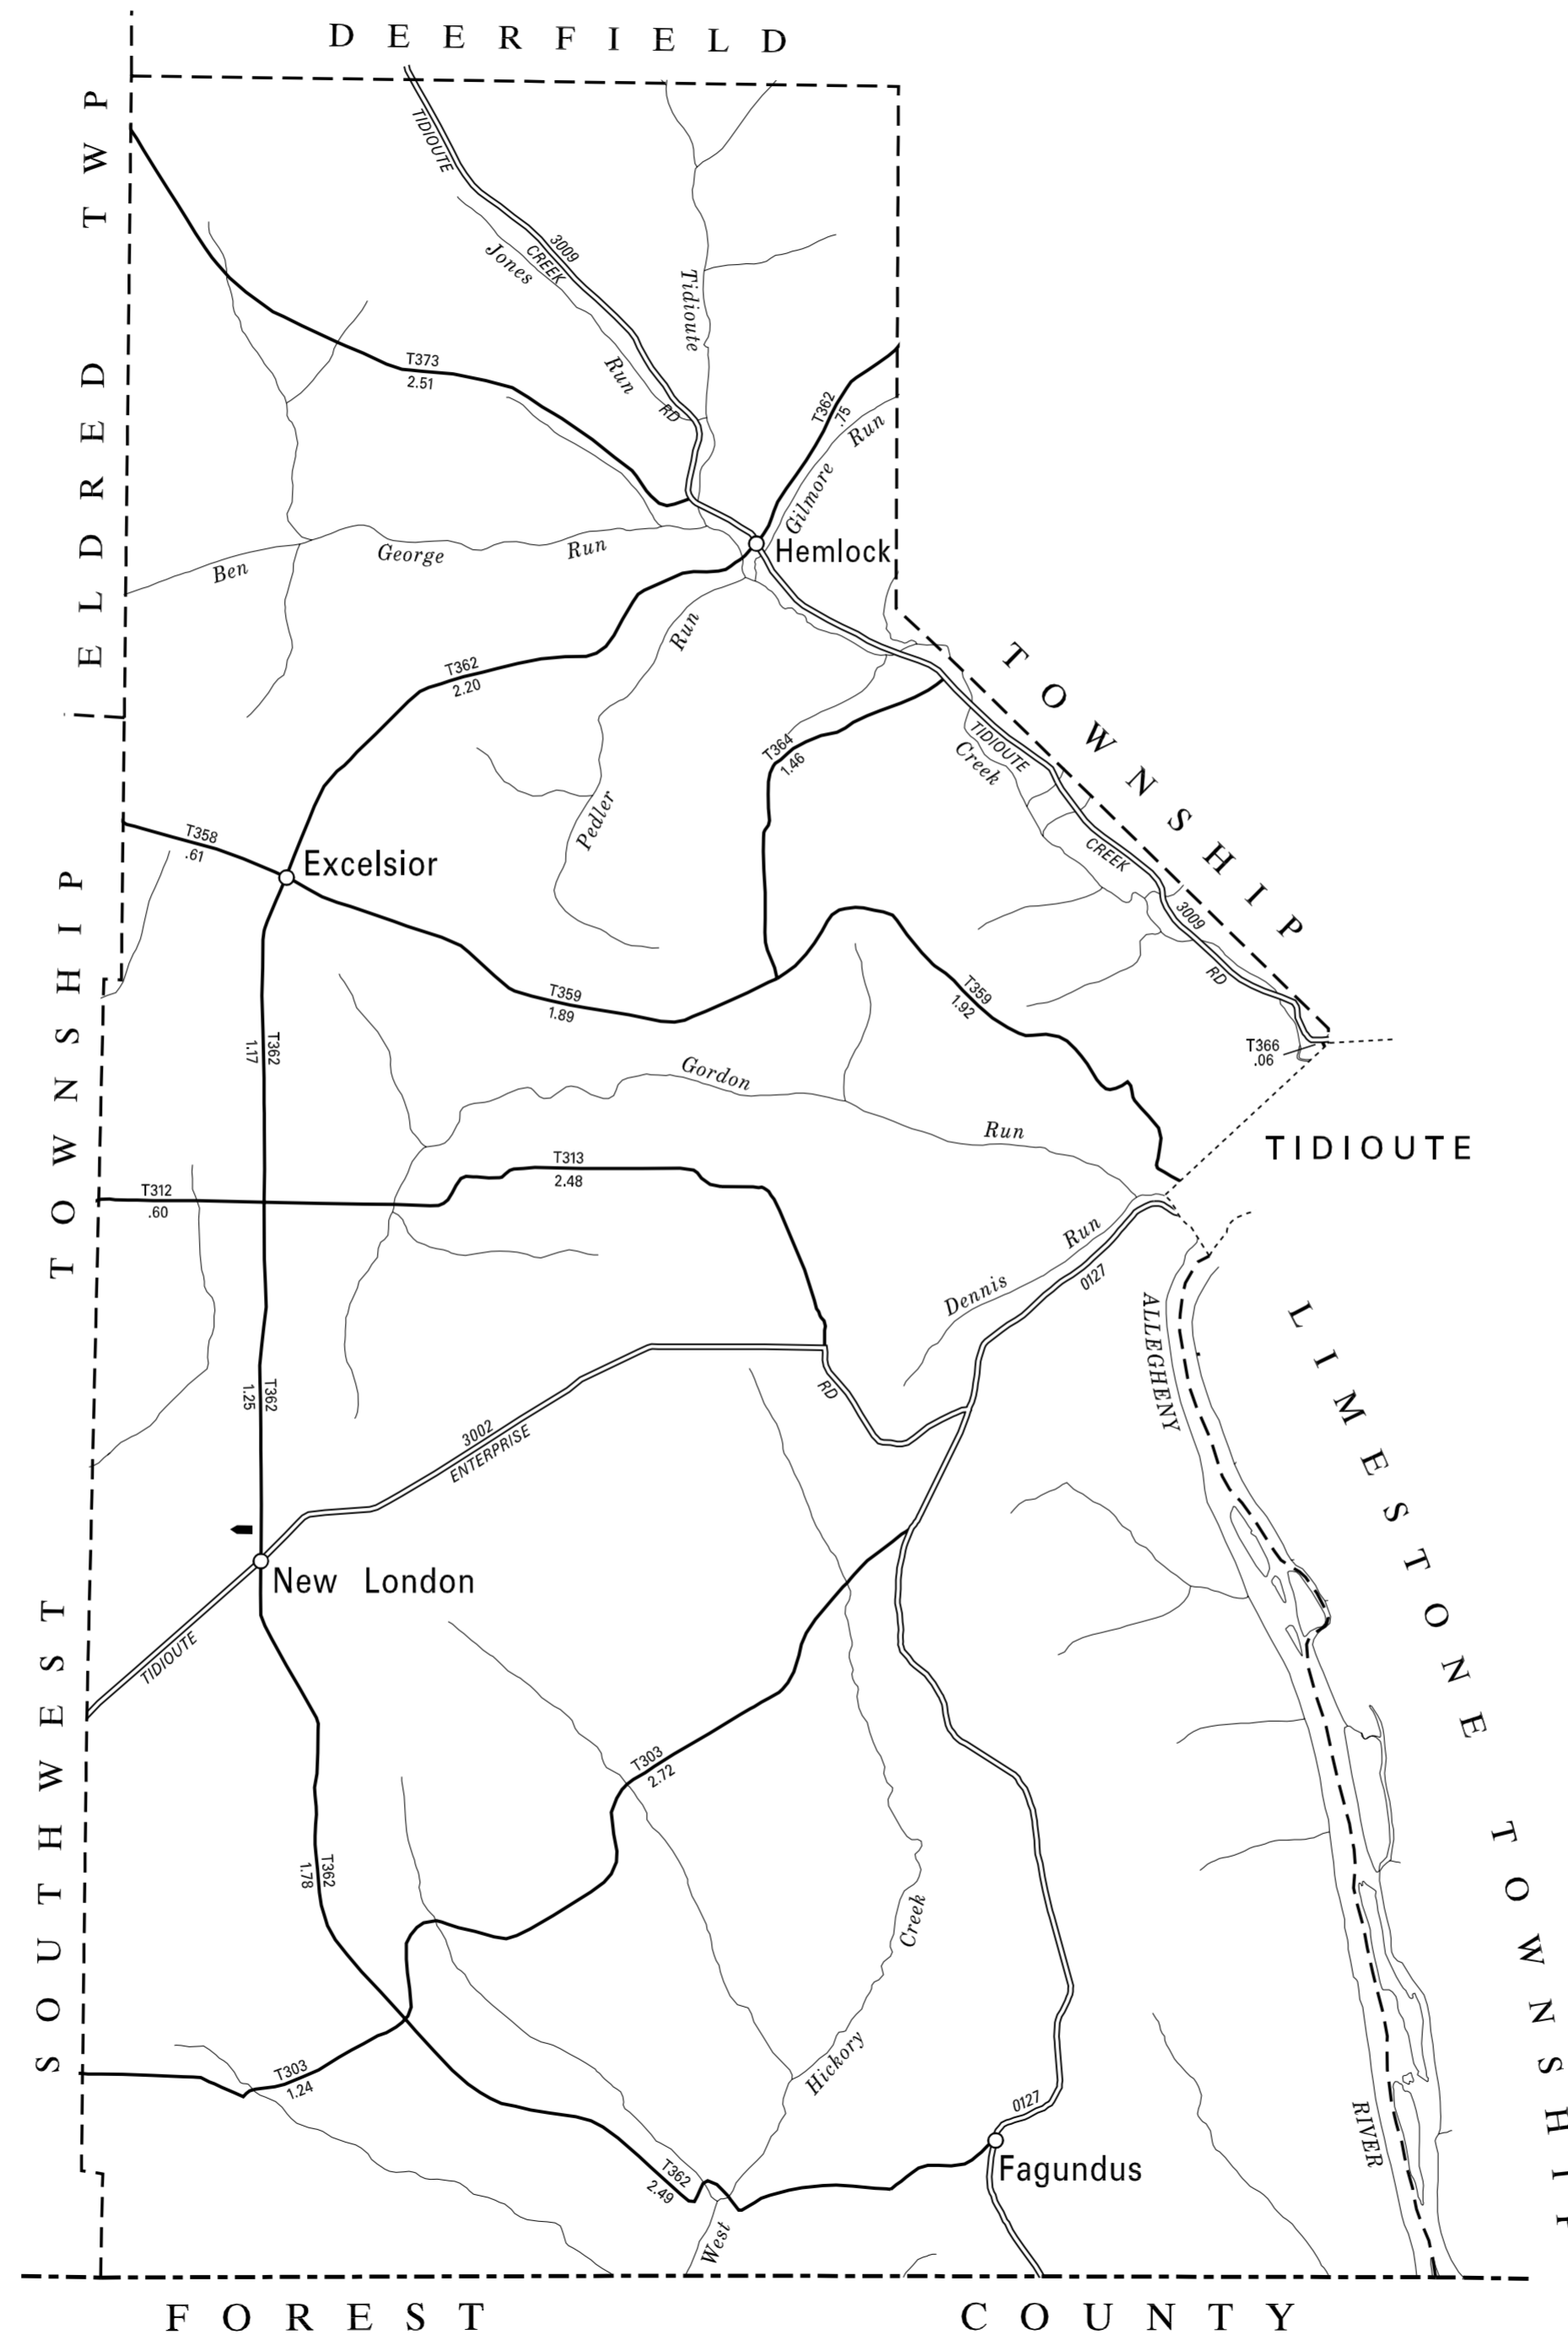 DEERFIELD
TOWNSHIP
ELDRED TWP
SOUTHWEST TOWNSHIP
LIMESTONE TOWNSHIP
FOREST COUNTY
TIDIOUTE
3009
CREEK
RD
Jones
Run
Tidioute
T373
2.51
T362
.75
Gilmore
Run
Hemlock
Ben
George
Run
Run
Pedler
T362
2.20
T364
1.46
Creek
TIDIOUTE
CREEK
3009
RD
T358
.61
Excelsior
T359
1.89
T359
1.92
T366
.06
T362
1.17
Gordon
Run
TIDIOUTE
T312
.60
T313
2.48
Dennis
Run
0127
ALLEGHENY
T362
1.25
3002
ENTERPRISE
RD
New London
TIDIOUTE
T303
2.72
T362
1.78
Creek
Hickory
T303
1.24
0127
RIVER
Fagundus
T362
2.49
West